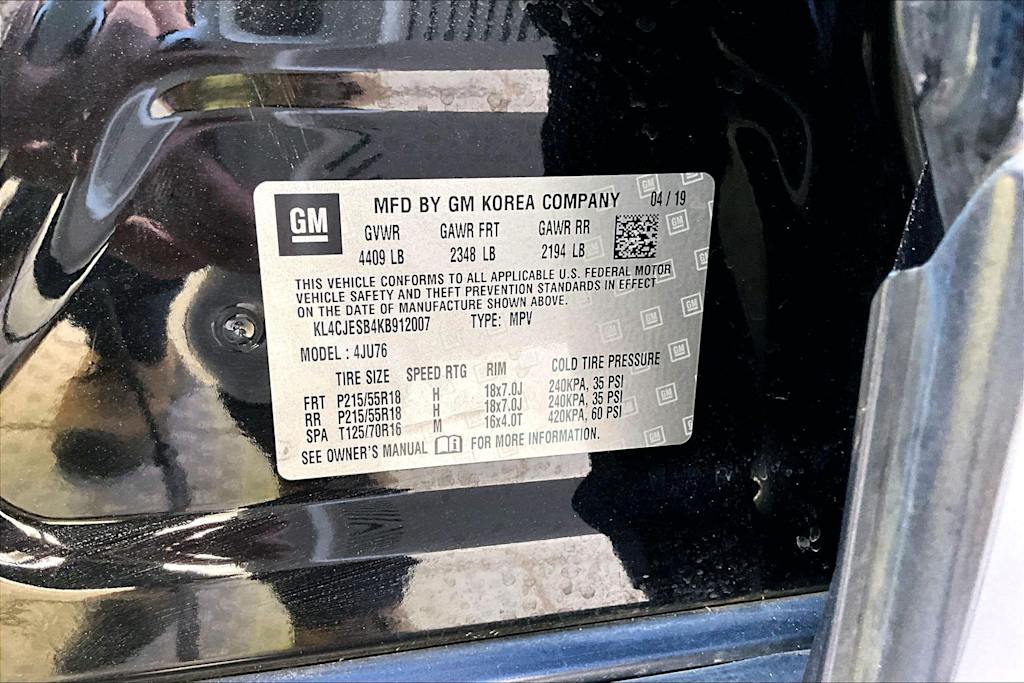 GM MFD BY GM KOREA COMPANY 04 / 19
GVWR GAWR FRT GAWR RR
4409 LB 2348 LB 2194 LB
THIS VEHICLE CONFORMS TO ALL APPLICABLE U.S. FEDERAL MOTOR
VEHICLE SAFETY AND THEFT PREVENTION STANDARDS IN EFFECT
ON THE DATE OF MANUFACTURE SHOWN ABOVE.
KL4CJESB4KB912007 TYPE: MPV
MODEL : 4JU76
TIRE SIZE SPEED RTG RIM COLD TIRE PRESSURE
FRT P215/55R18 H 18x7.0J 240KPA, 35 PSI
RR P215/55R18 H 18x7.0J 240KPA, 35 PSI
SPA T125/70R16 M 16x4.0T 420KPA, 60 PSI
SEE OWNER'S MANUAL FOR MORE INFORMATION.